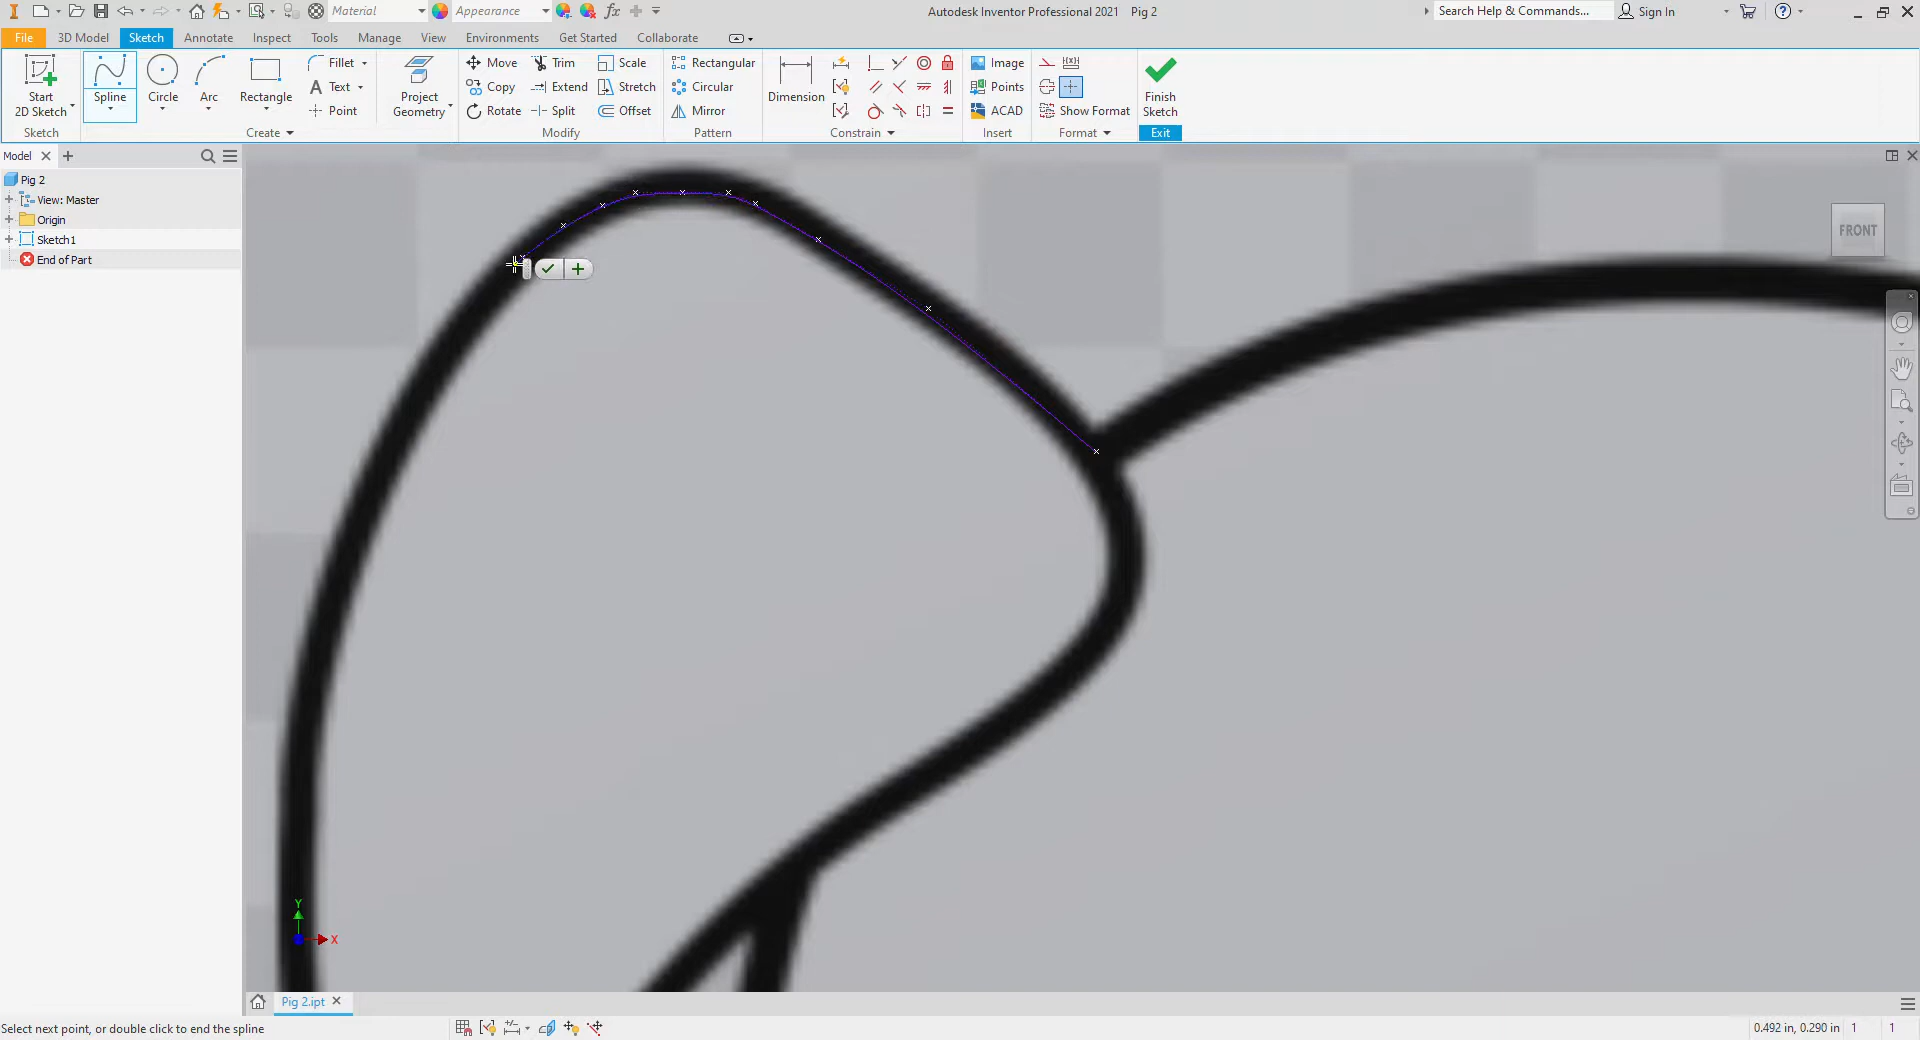 Material
Appearance
Autodesk Inventor Professional 2021 Pig 2
Search Help & Commands...
Sign In
File 3D Model Sketch Annotate Inspect Tools Manage View Environments Get Started Collaborate
Start
2D Sketch
Spline
Circle
Arc
Rectangle
Fillet
Text
Point
Project
Geometry
Move
Copy
Rotate
Trim
Extend
Split
Scale
Stretch
Offset
Rectangular
Circular
Mirror
Dimension
Image
Points
ACAD
Show Format
Finish
Sketch
Sketch Create Modify Pattern Constrain Insert Format Exit
Model
Pig 2
View: Master
Origin
Sketch1
End of Part
FRONT
Y
X
Pig 2.ipt
Select next point, or double click to end the spline
0.492 in, 0.290 in 1 1